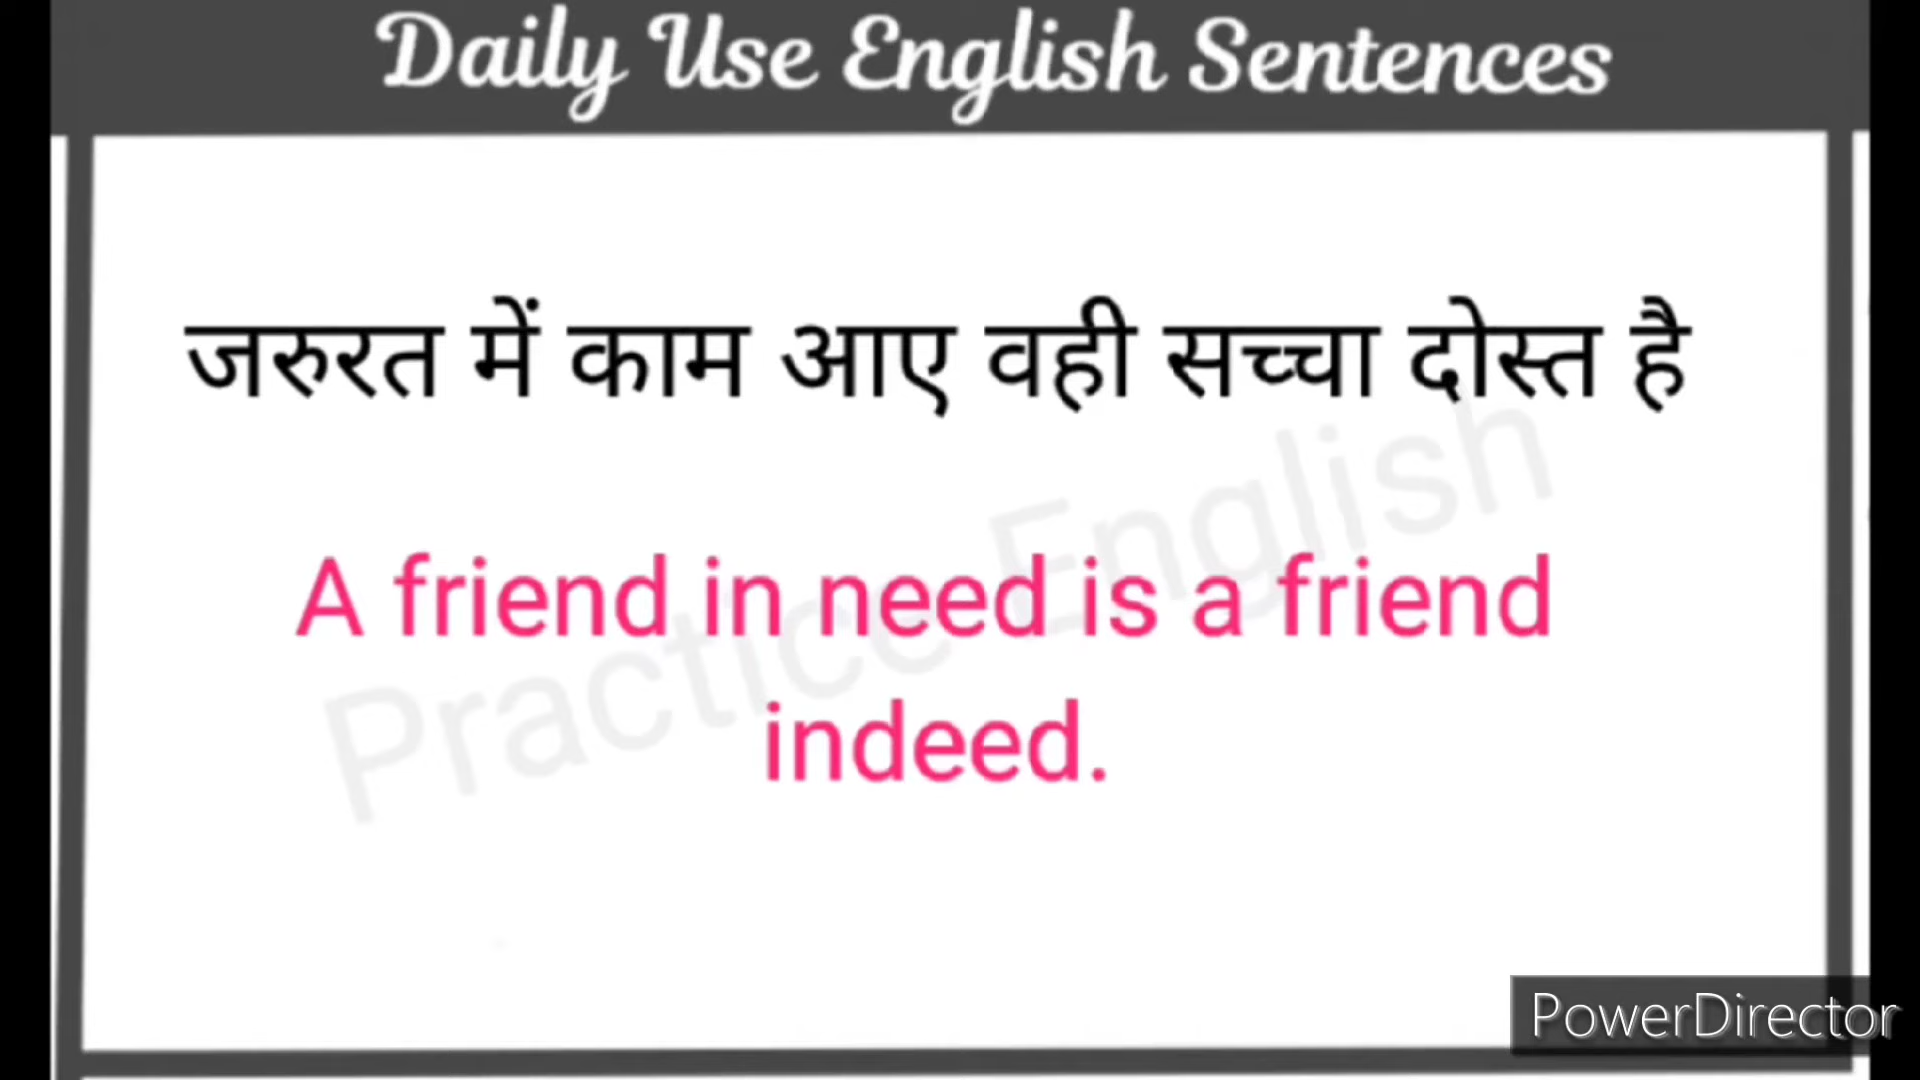 Daily Use English Sentences
जरुरत में काम आए वही सच्चा दोस्त है
Practice English
A friend in need is a friend
indeed.
PowerDirector